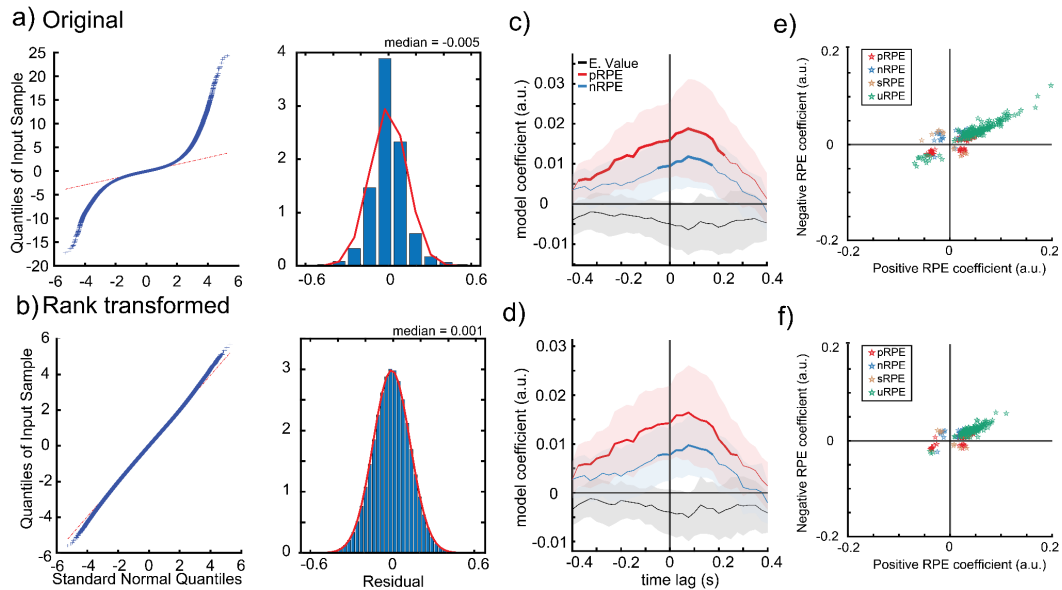 a) Original
Quantiles of Input Sample
25
20
15
10
5
0
-5
-10
-15
-20
-6 -4 -2 0 2 4 6
median = -0.005
4
3
2
1
0
-0.6 0 0.6
b) Rank transformed
Quantiles of Input Sample
6
4
2
0
-2
-4
-6
-6 -4 -2 0 2 4 6
Standard Normal Quantiles
median = 0.001
3
2
1
0
-0.6 0 0.6
Residual
c)
E. Value
pRPE
nRPE
model coefficient (a.u.)
0.03
0.02
0.01
0
-0.01
-0.4 -0.2 0 0.2 0.4
d)
model coefficient (a.u.)
0.03
0.02
0.01
0
-0.01
-0.4 -0.2 0 0.2 0.4
time lag (s)
e)
Negative RPE coefficient (a.u.)
0.2
0
-0.2
pRPE
nRPE
sRPE
uRPE
-0.2 0 0.2
Positive RPE coefficient (a.u.)
f)
Negative RPE coefficient (a.u.)
0.2
0
-0.2
pRPE
nRPE
sRPE
uRPE
-0.2 0 0.2
Positive RPE coefficient (a.u.)